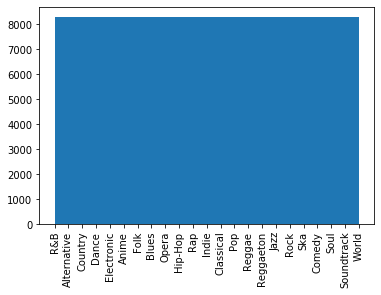 8000
7000
6000
5000
4000
3000
2000
1000
0
R&B
Alternative
Country
Dance
Electronic
Anime
Folk
Blues
Opera
Hip-Hop
Rap
Indie
Classical
Pop
Reggae
Reggaeton
Jazz
Rock
Ska
Comedy
Soul
Soundtrack
World